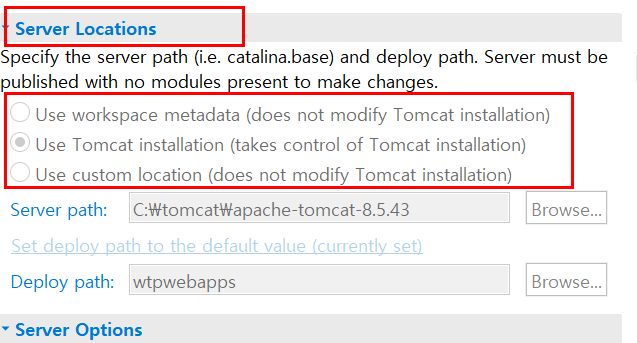 Server Locations
Specify the server path (i.e. catalina.base) and deploy path. Server must be
published with no modules present to make changes.
Use workspace metadata (does not modify Tomcat installation)
Use Tomcat installation (takes control of Tomcat installation)
Use custom location (does not modify Tomcat installation)
Server path: C:₩tomcat₩apache-tomcat-8.5.43 Browse...
Set deploy path to the default value (currently set)
Deploy path: wtpwebapps Browse...
Server Options